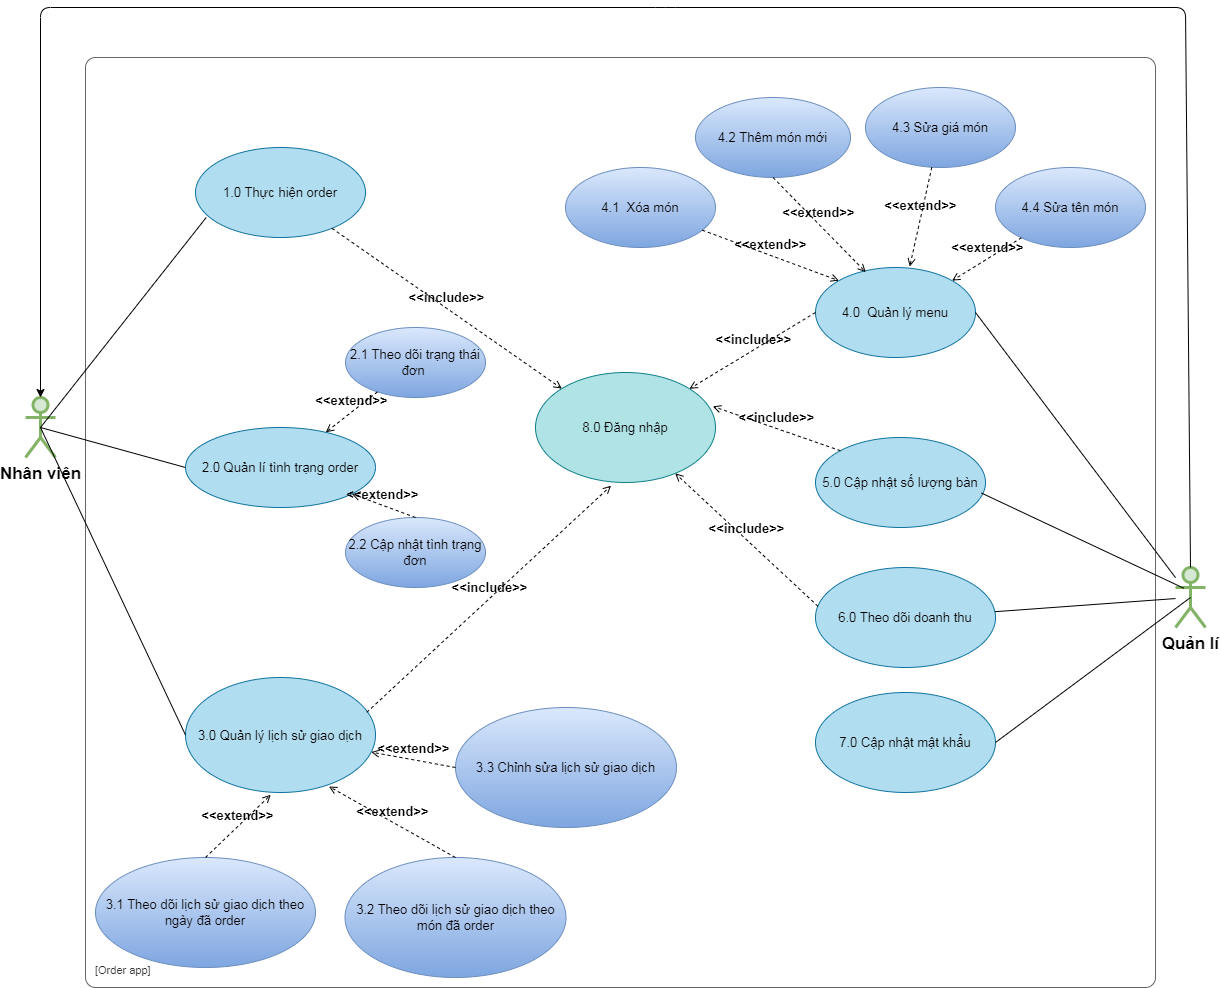 4.3 Sửa giá món
4.2 Thêm món mới
1.0 Thực hiện order
4.1  Xóa món
4.4 Sửa tên món
<<extend>>
<<extend>>
<<extend>>
<<extend>>
<<include>>
4.0  Quản lý menu
<<include>>
2.1 Theo dõi trạng thái
đơn
<<extend>>
<<include>>
8.0 Đăng nhập
Nhân viên
2.0 Quản lí tình trạng order
5.0 Cập nhật số lượng bàn
<<extend>>
<<include>>
2.2 Cập nhật tình trạng
đơn
<<include>>
6.0 Theo dõi doanh thu
Quản lí
3.0 Quản lý lịch sử giao dịch
7.0 Cập nhật mật khẩu
<<extend>>
3.3 Chỉnh sửa lịch sử giao dịch
<<extend>>
<<extend>>
3.1 Theo dõi lịch sử giao dịch theo
ngày đã order
3.2 Theo dõi lịch sử giao dịch theo
món đã order
[Order app]